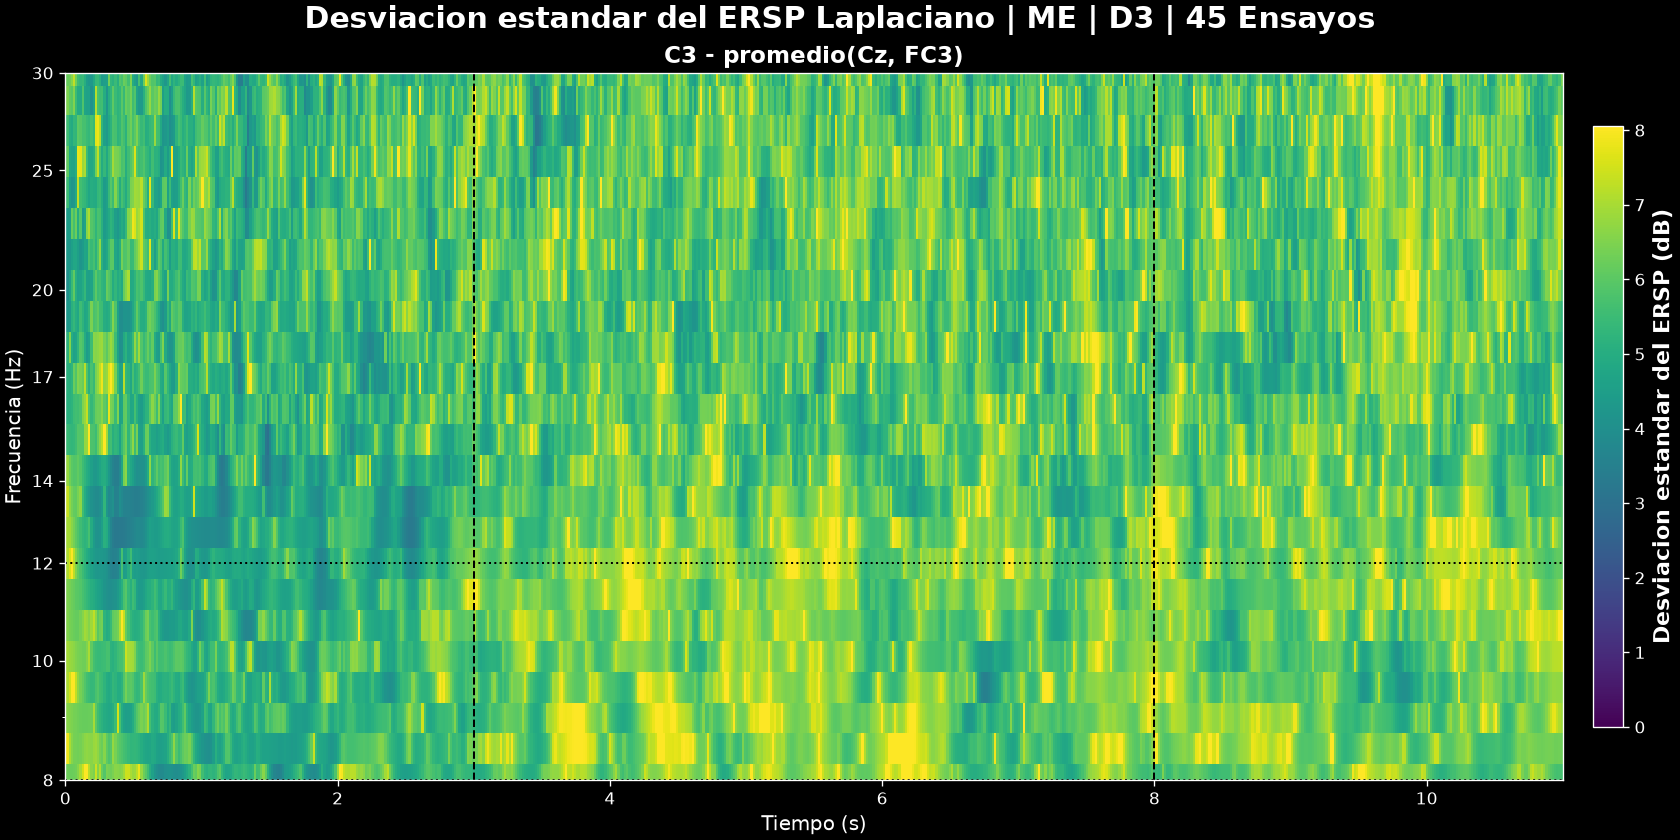 Desviacion estandar del ERSP Laplaciano | ME | D3 | 45 Ensayos
C3 - promedio(Cz, FC3)
Frecuencia (Hz)
30
25
20
17
14
12
10
8
0 2 4 6 8 10
Tiempo (s)
8
7
6
5
4
3
2
1
0
Desviacion estandar del ERSP (dB)